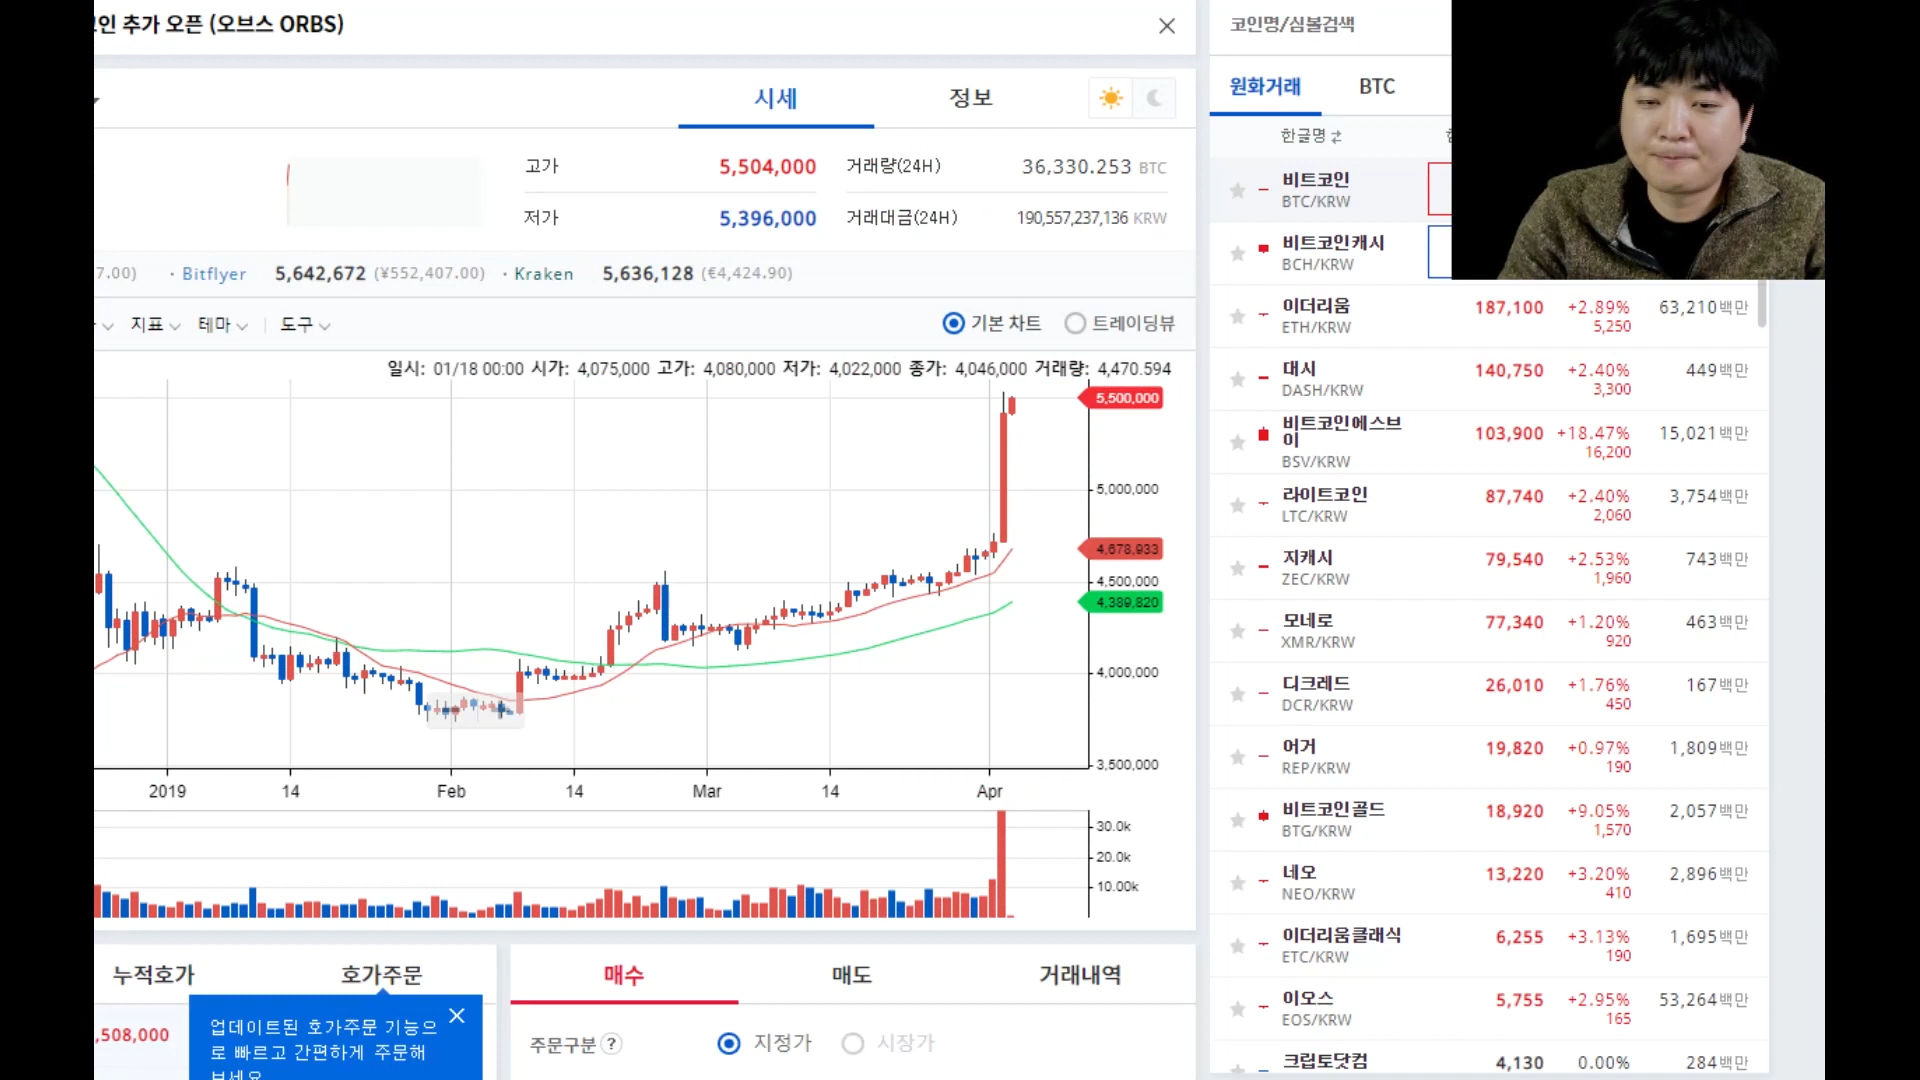 인 추가 오픈 (오브스 ORBS)
시세 정보
고가 5,504,000 거래량(24H) 36,330.253 BTC
저가 5,396,000 거래대금(24H) 190,557,237,136 KRW
7.00) · Bitflyer 5,642,672 (¥552,407.00) · Kraken 5,636,128 (€4,424.90)
지표 테마 도구 기본 차트 트레이딩뷰
일시: 01/18 00:00 시가: 4,075,000 고가: 4,080,000 저가: 4,022,000 종가: 4,046,000 거래량: 4,470.594
5,500,000
5,000,000
4,678,933
4,500,000
4,389,820
4,000,000
3,500,000
2019 14 Feb 14 Mar 14 Apr
30.0k
20.0k
10.00k
누적호가 호가주문
,508,000
업데이트된 호가주문 기능으
로 빠르고 간편하게 주문해
보세요
매수 매도 거래내역
주문구분 ? 지정가 시장가
코인명/심볼검색
원화거래 BTC
한글명
비트코인
BTC/KRW
비트코인캐시
BCH/KRW
이더리움 187,100 +2.89% 63,210백만
ETH/KRW 5,250
대시 140,750 +2.40% 449백만
DASH/KRW 3,300
비트코인에스브
이 103,900 +18.47% 15,021백만
BSV/KRW 16,200
라이트코인 87,740 +2.40% 3,754백만
LTC/KRW 2,060
지캐시 79,540 +2.53% 743백만
ZEC/KRW 1,960
모네로 77,340 +1.20% 463백만
XMR/KRW 920
디크레드 26,010 +1.76% 167백만
DCR/KRW 450
어거 19,820 +0.97% 1,809백만
REP/KRW 190
비트코인골드 18,920 +9.05% 2,057백만
BTG/KRW 1,570
네오 13,220 +3.20% 2,896백만
NEO/KRW 410
이더리움클래식 6,255 +3.13% 1,695백만
ETC/KRW 190
이오스 5,755 +2.95% 53,264백만
EOS/KRW 165
크립토닷컴 4,130 0.00% 284백만